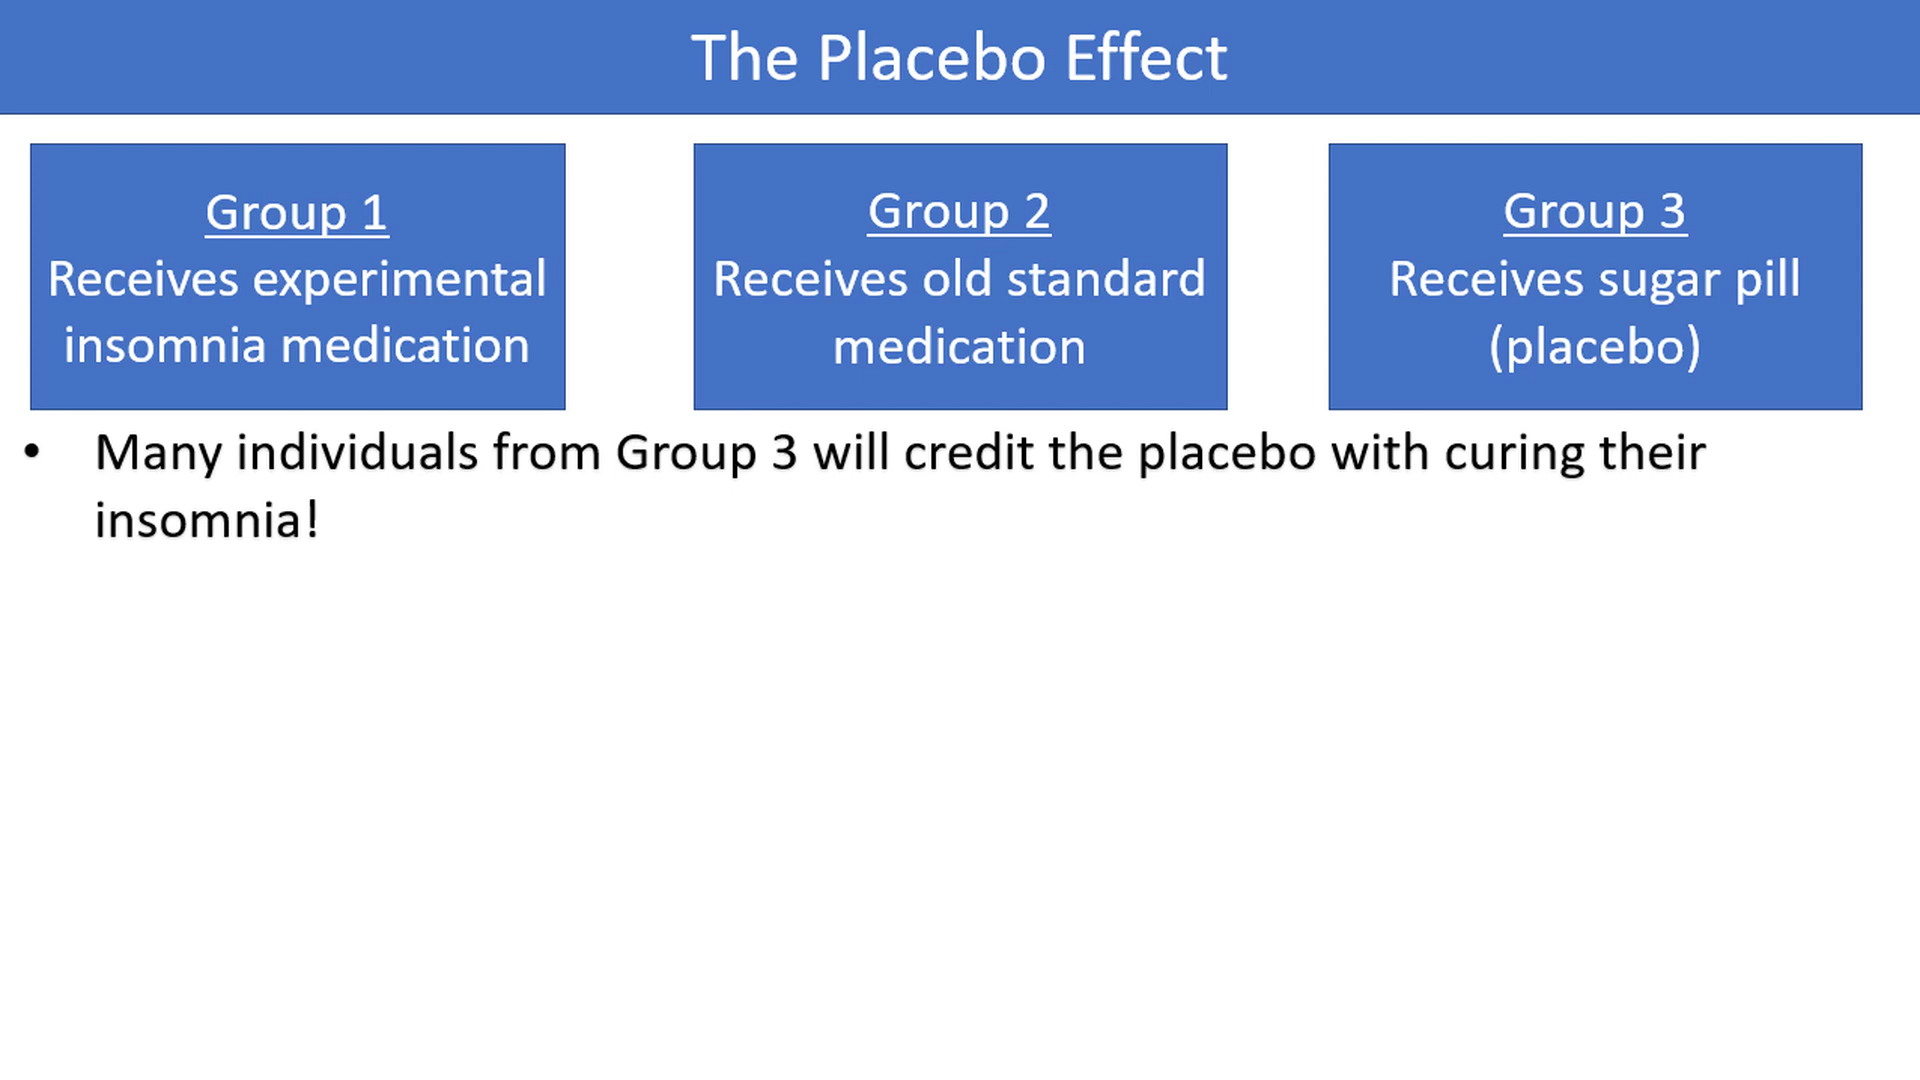 The Placebo Effect
Group 1
Receives experimental
insomnia medication
Group 2
Receives old standard
medication
Group 3
Receives sugar pill
(placebo)
• Many individuals from Group 3 will credit the placebo with curing their
insomnia!